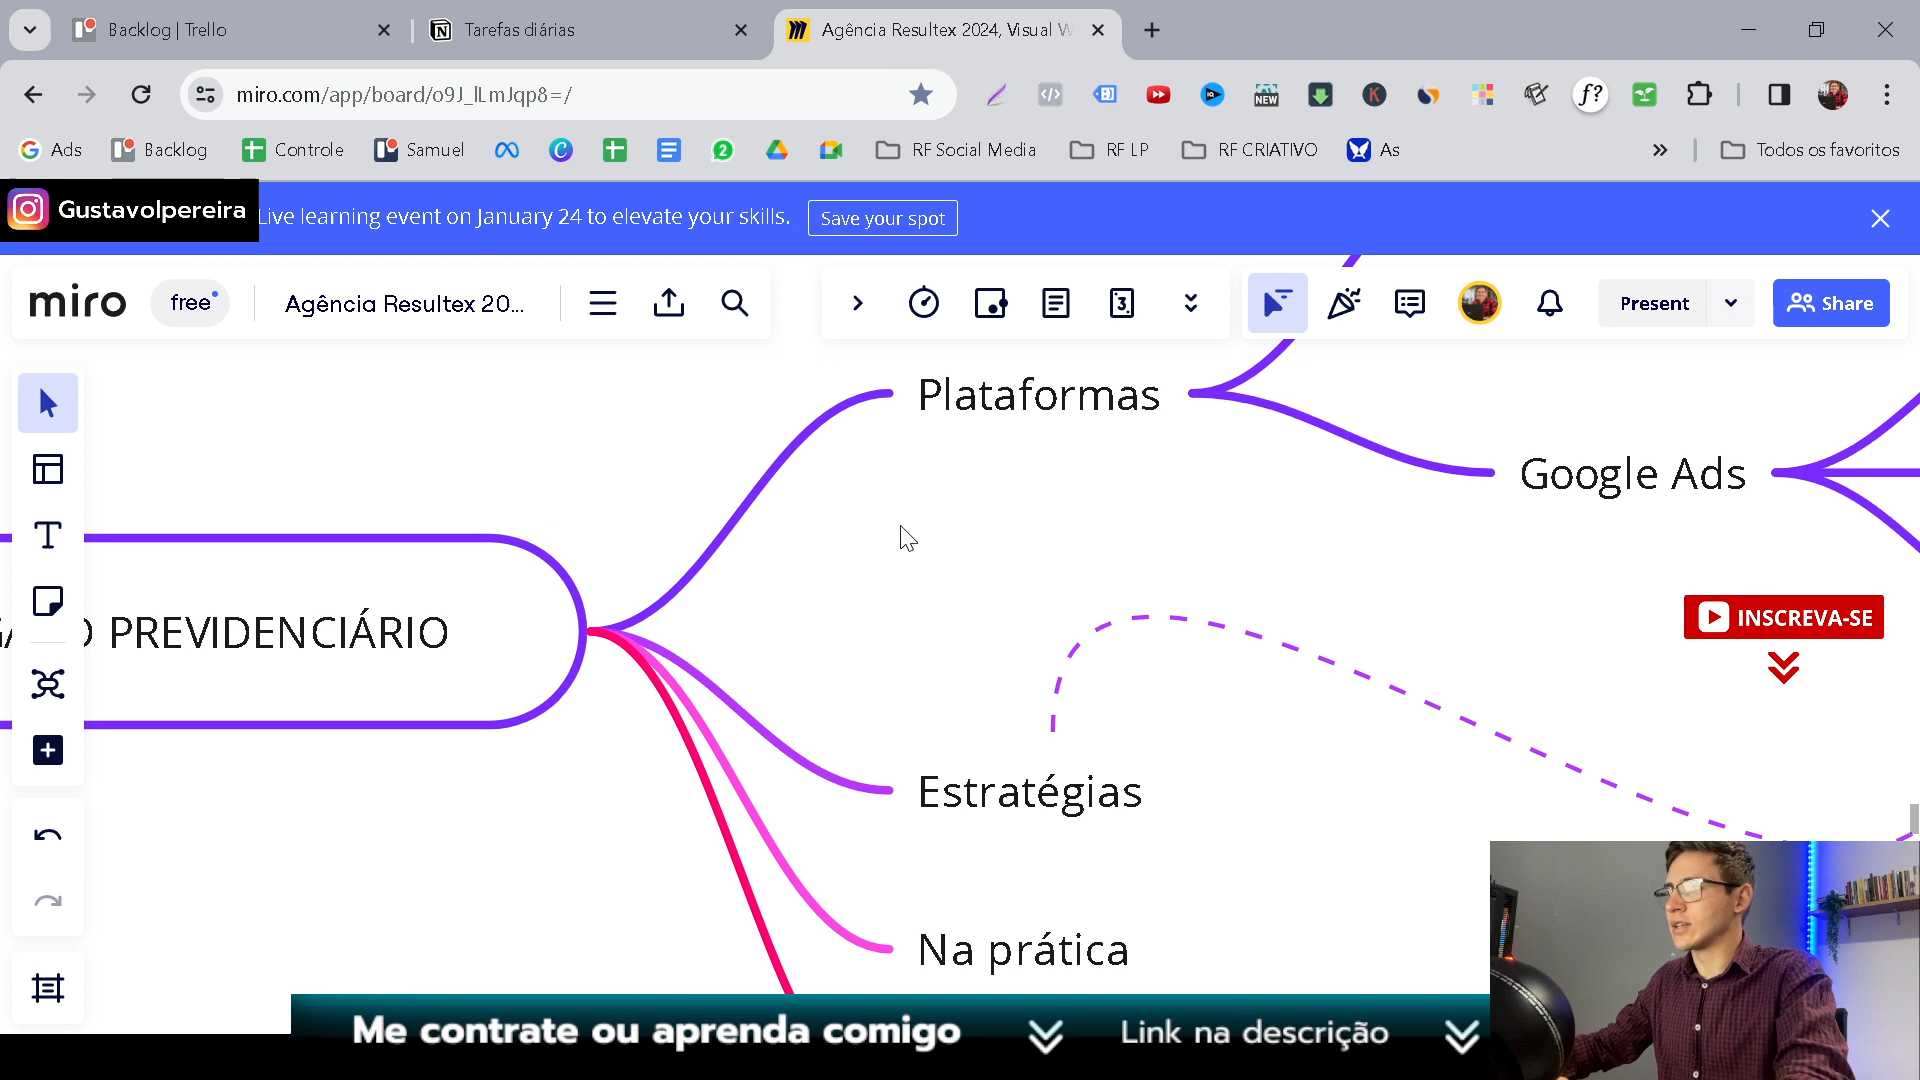 Backlog | Trello
Tarefas diárias
Agência Resultex 2024, Visual W
miro.com/app/board/o9J_lLmJqp8=/
NEW
K
f?
Ads
Backlog
Controle
Samuel
2
RF Social Media
RF LP
RF CRIATIVO
As
Todos os favoritos
Gustavolpereira
Live learning event on January 24 to elevate your skills.
Save your spot
miro
free
Agência Resultex 20...
3
Present
Share
Plataformas
Google Ads
O PREVIDENCIÁRIO
INSCREVA-SE
Estratégias
Na prática
Me contrate ou aprenda comigo
Link na descrição